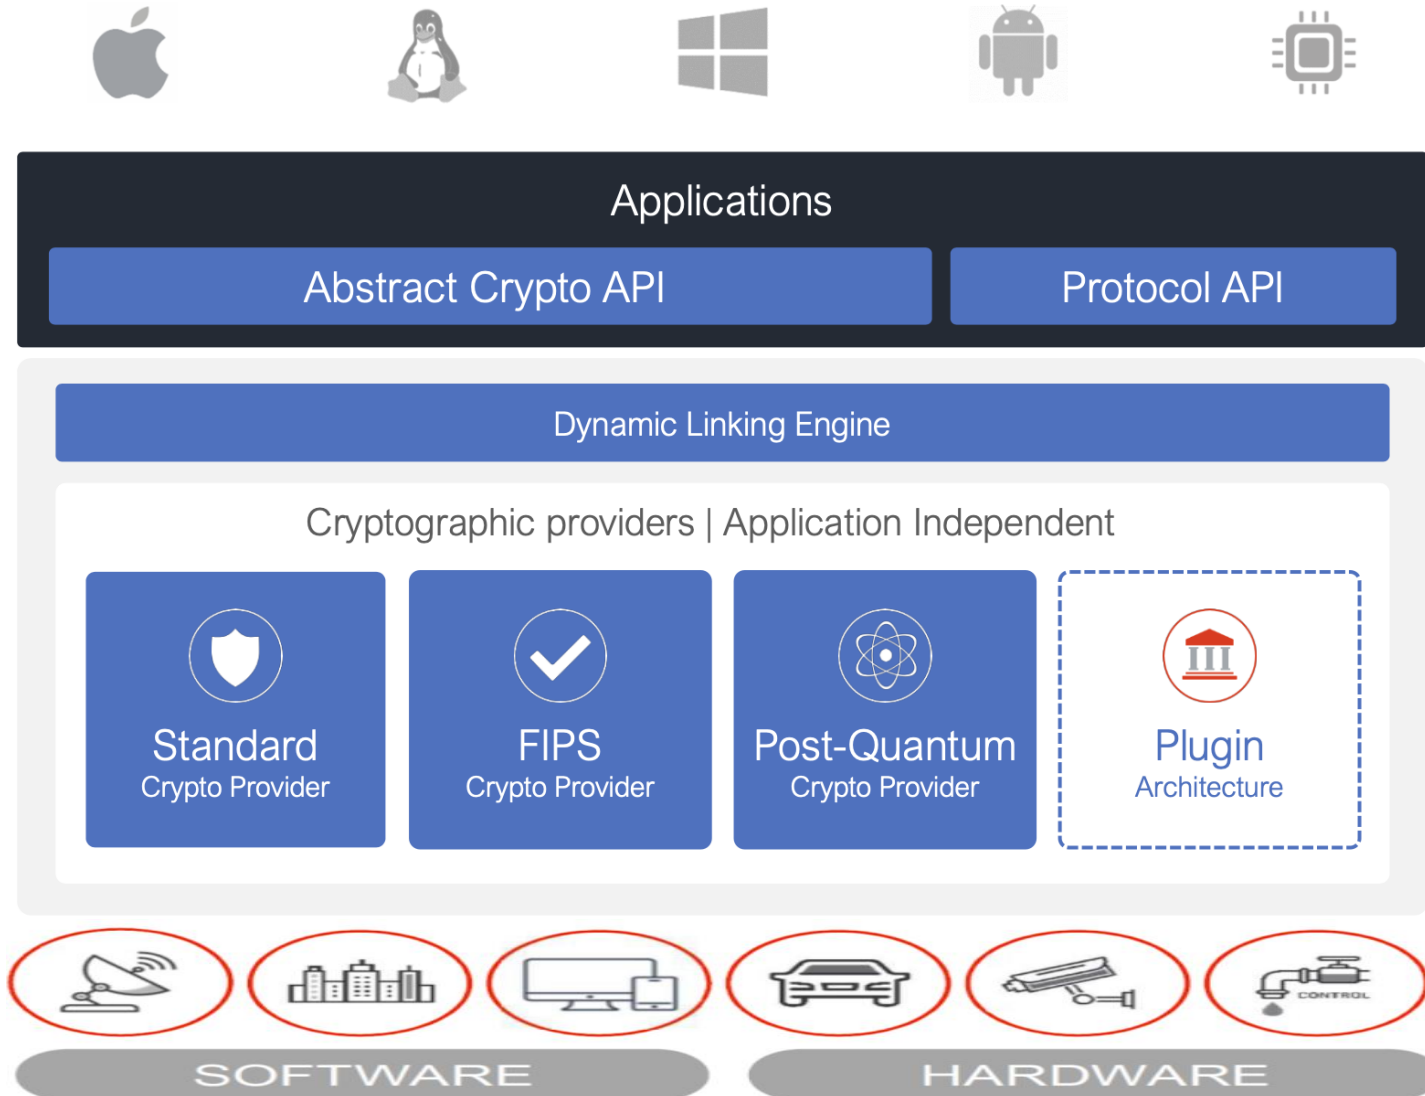 Applications
Abstract Crypto API
Protocol API
Dynamic Linking Engine
Cryptographic providers | Application Independent
Standard
Crypto Provider
FIPS
Crypto Provider
Post-Quantum
Crypto Provider
Plugin
Architecture
CONTROL
SOFTWARE
HARDWARE